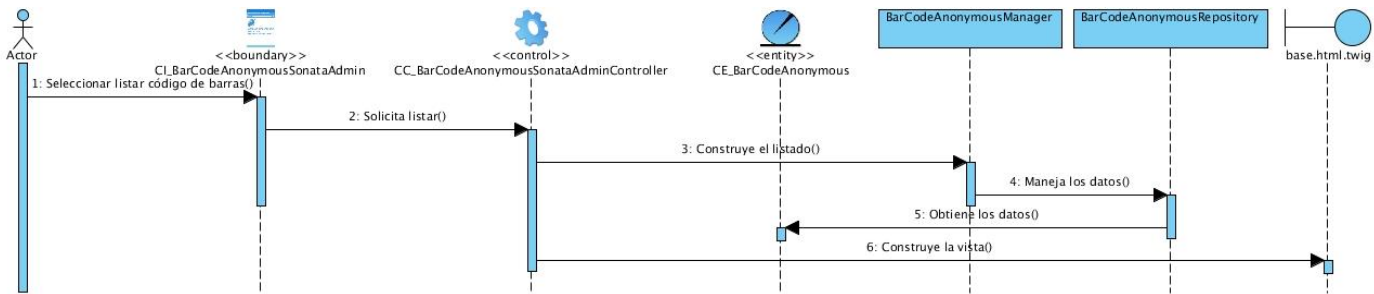 BarCodeAnonymousManager
BarCodeAnonymousRepository
Actor
<<boundary>>
CI_BarCodeAnonymousSonataAdmin
<<control>>
CC_BarCodeAnonymousSonataAdminController
<<entity>>
CE_BarCodeAnonymous
base.html.twig
1: Seleccionar listar código de barras()
2: Solicita listar()
3: Construye el listado()
4: Maneja los datos()
5: Obtiene los datos()
6: Construye la vista()